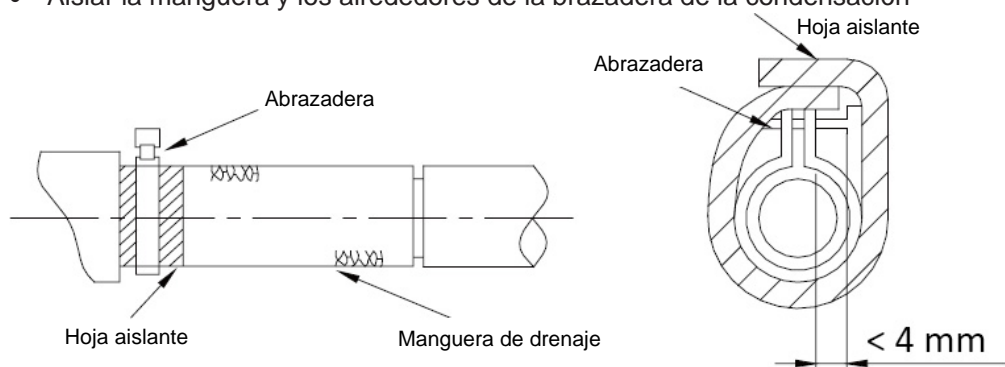 • Aislar la manguera y los alrededores de la brazadera de la condensación
Hoja aislante
Abrazadera
Abrazadera
Hoja aislante
Manguera de drenaje
< 4 mm